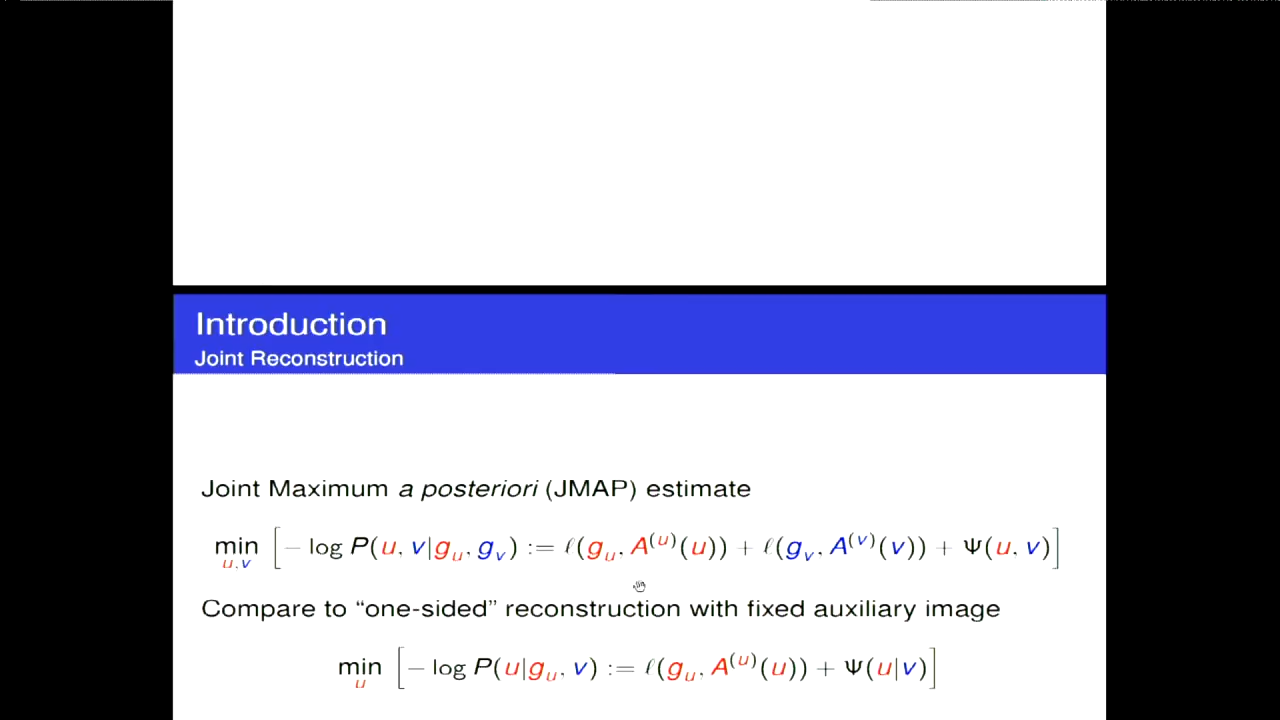 Introduction
Joint Reconstruction
Joint Maximum a posteriori (JMAP) estimate
min_{u,v} [− log P(u, v|g_u, g_v) := ℓ(g_u, A^{(u)}(u)) + ℓ(g_v, A^{(v)}(v)) + Ψ(u, v)]
Compare to “one-sided” reconstruction with fixed auxiliary image
min_u [− log P(u|g_u, v) := ℓ(g_u, A^{(u)}(u)) + Ψ(u|v)]